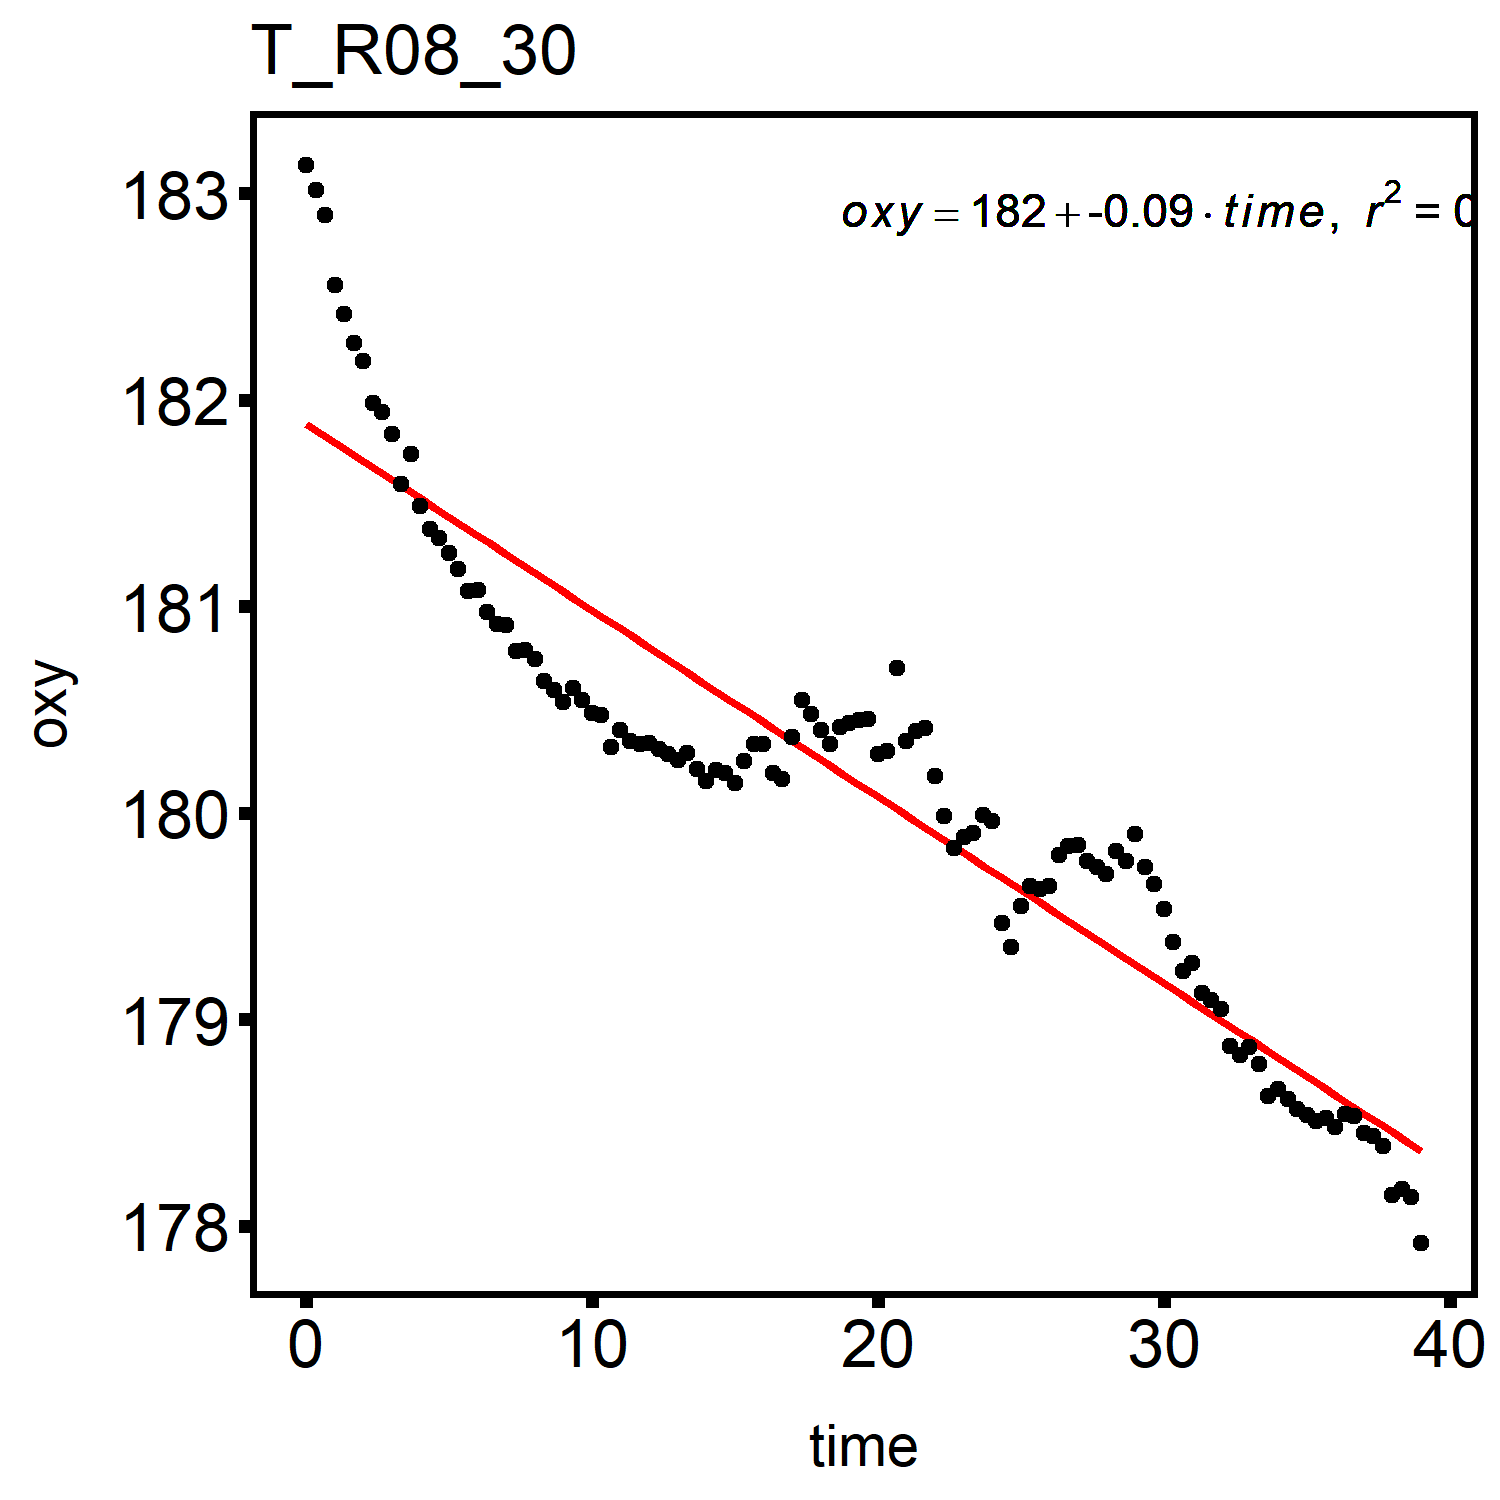 T_R08_30
oxy = 182 + -0.09 · time, r² = 0
183
182
181
180
179
178
oxy
0 10 20 30 40
time